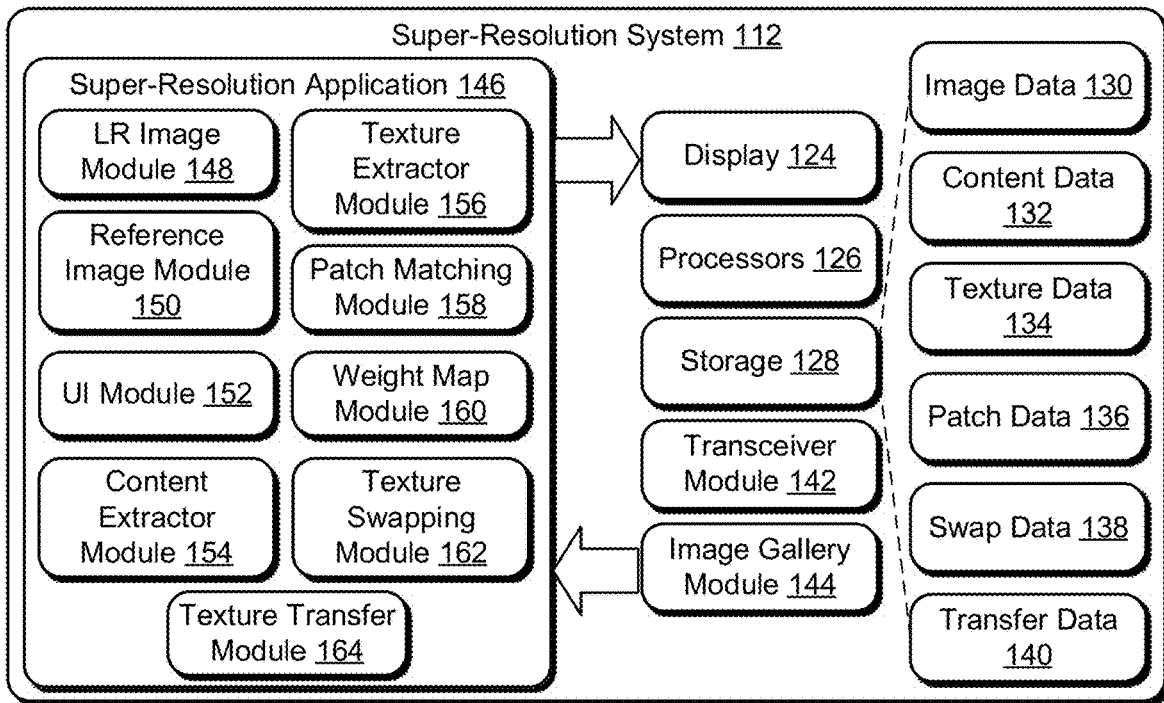 Super-Resolution System 112
Super-Resolution Application 146
LR Image
Module 148
Reference
Image Module
150
UI Module 152
Content
Extractor
Module 154
Texture
Extractor
Module 156
Patch Matching
Module 158
Weight Map
Module 160
Texture
Swapping
Module 162
Texture Transfer
Module 164
Display 124
Processors 126
Storage 128
Transceiver
Module 142
Image Gallery
Module 144
Image Data 130
Content Data
132
Texture Data
134
Patch Data 136
Swap Data 138
Transfer Data
140